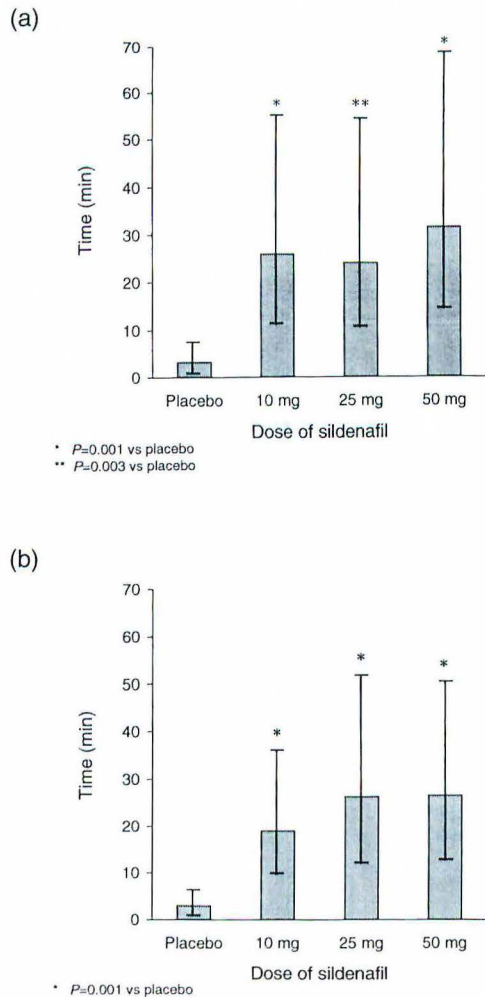 (a)
70
60
50
40
30
20
10
0
Time (min)
*
**
*
Placebo
10 mg
25 mg
50 mg
Dose of sildenafil
* P=0.001 vs placebo
** P=0.003 vs placebo
(b)
70
60
50
40
30
20
10
0
Time (min)
*
*
*
Placebo
10 mg
25 mg
50 mg
Dose of sildenafil
* P=0.001 vs placebo